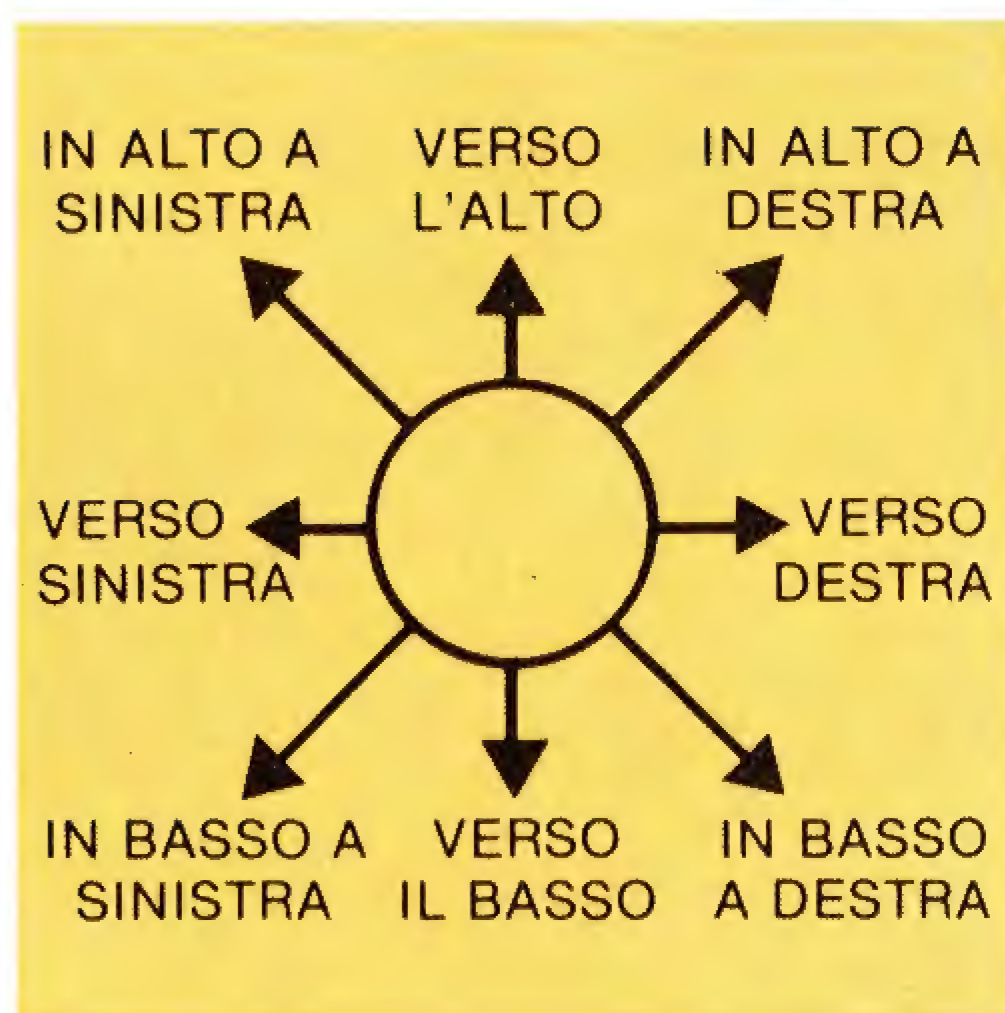 IN ALTO A
SINISTRA
VERSO
L'ALTO
IN ALTO A
DESTRA
VERSO
SINISTRA
VERSO
DESTRA
IN BASSO A
SINISTRA
VERSO
IL BASSO
IN BASSO
A DESTRA